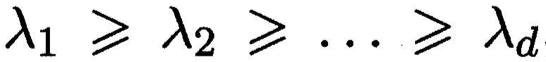 λ₁ ⩾ λ₂ ⩾ ... ⩾ λ_d